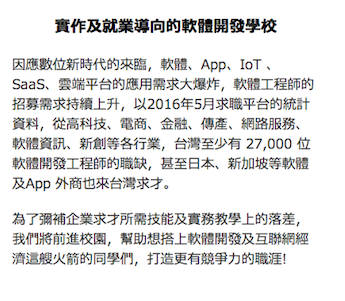 實作及就業導向的軟體開發學校
因應數位新時代的來臨，軟體、App、IoT 、
SaaS、雲端平台的應用需求大爆炸，軟體工程師的
招募需求持續上升，以2016年5月求職平台的統計
資料，從高科技、電商、金融、傳產、網路服務、
軟體資訊、新創等各行業，台灣至少有 27,000 位
軟體開發工程師的職缺，甚至日本、新加坡等軟體
及App 外商也來台灣求才。
為了彌補企業求才所需技能及實務教學上的落差，
我們將前進校園，幫助想搭上軟體開發及互聯網經
濟這艘火箭的同學們，打造更有競爭力的職涯!